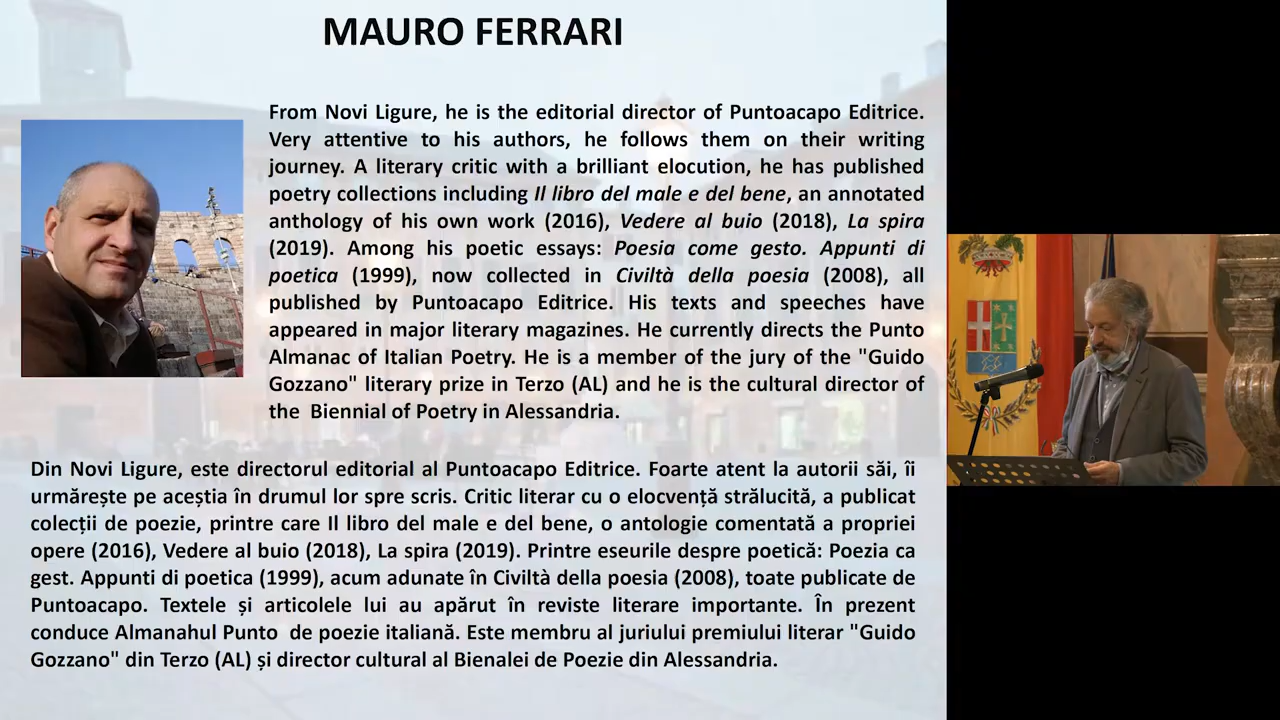 MAURO FERRARI
From Novi Ligure, he is the editorial director of Puntoacapo Editrice.
Very attentive to his authors, he follows them on their writing
journey. A literary critic with a brilliant elocution, he has published
poetry collections including Il libro del male e del bene, an annotated
anthology of his own work (2016), Vedere al buio (2018), La spira
(2019). Among his poetic essays: Poesia come gesto. Appunti di
poetica (1999), now collected in Civiltà della poesia (2008), all
published by Puntoacapo Editrice. His texts and speeches have
appeared in major literary magazines. He currently directs the Punto
Almanac of Italian Poetry. He is a member of the jury of the "Guido
Gozzano" literary prize in Terzo (AL) and he is the cultural director of
the Biennial of Poetry in Alessandria.
Din Novi Ligure, este directorul editorial al Puntoacapo Editrice. Foarte atent la autorii săi, îi
urmărește pe aceștia în drumul lor spre scris. Critic literar cu o elocvență strălucită, a publicat
colecții de poezie, printre care Il libro del male e del bene, o antologie comentată a propriei
opere (2016), Vedere al buio (2018), La spira (2019). Printre eseurile despre poetică: Poezia ca
gest. Appunti di poetica (1999), acum adunate în Civiltà della poesia (2008), toate publicate de
Puntoacapo. Textele și articolele lui au apărut în reviste literare importante. În prezent
conduce Almanahul Punto de poezie italiană. Este membru al juriului premiului literar "Guido
Gozzano" din Terzo (AL) și director cultural al Bienalei de Poezie din Alessandria.